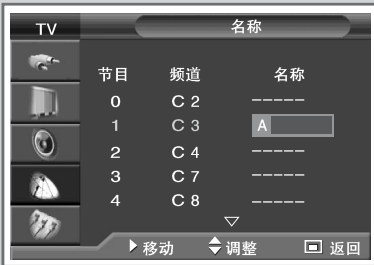 TV 名称
节目 频道 名称
0 C 2 -----
1 C 3 A
2 C 4 -----
3 C 7 -----
4 C 8 -----
移动 调整 返回